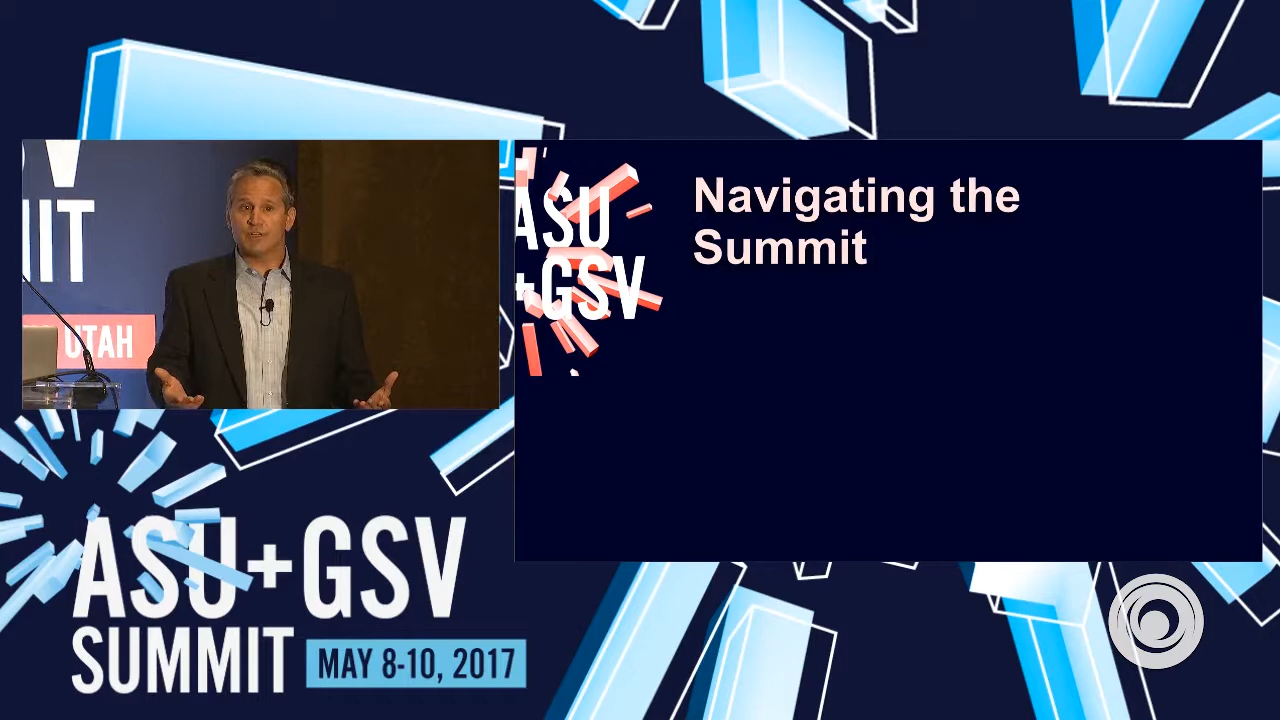 UTAH
ASU
+GSV
Navigating the
Summit
ASU+GSV
SUMMIT
MAY 8-10, 2017